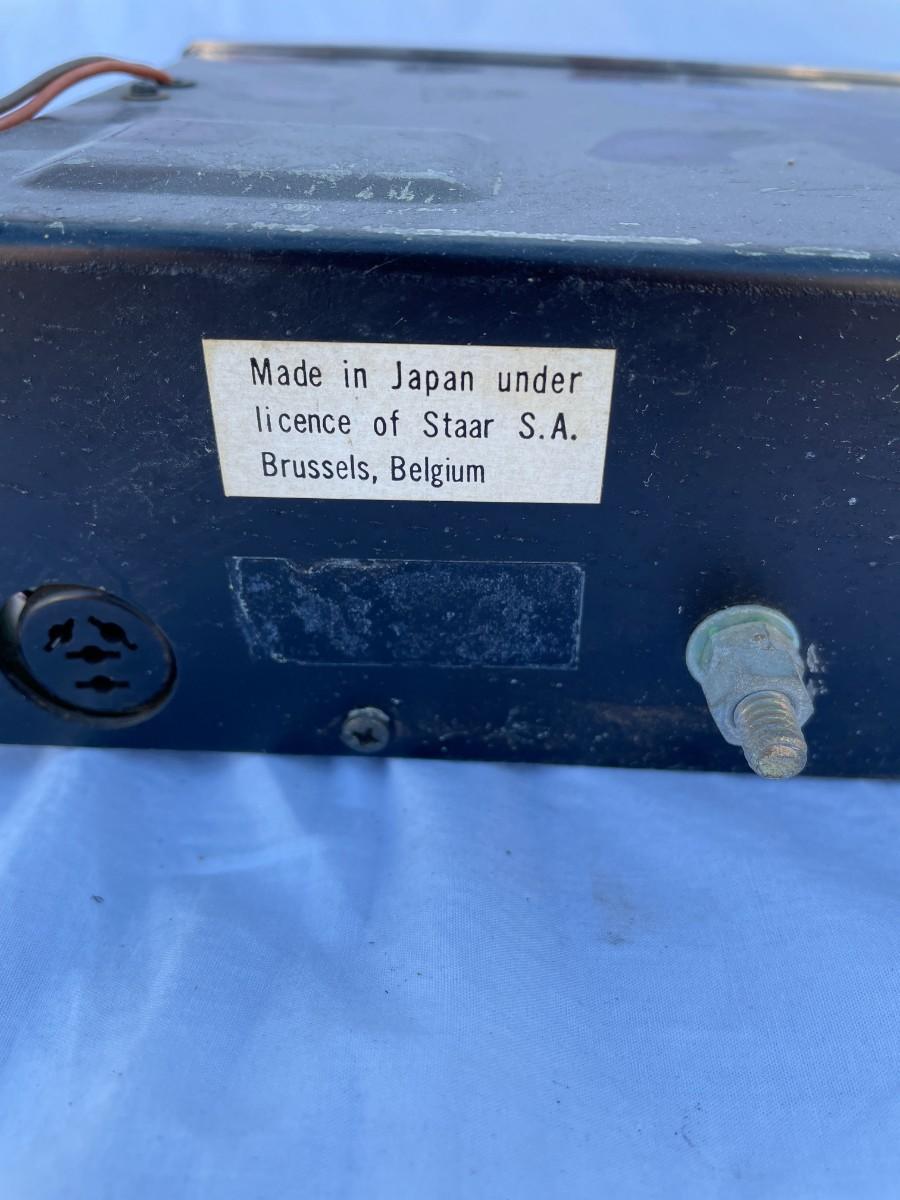 Made in Japan under
licence of Staar S.A.
Brussels, Belgium